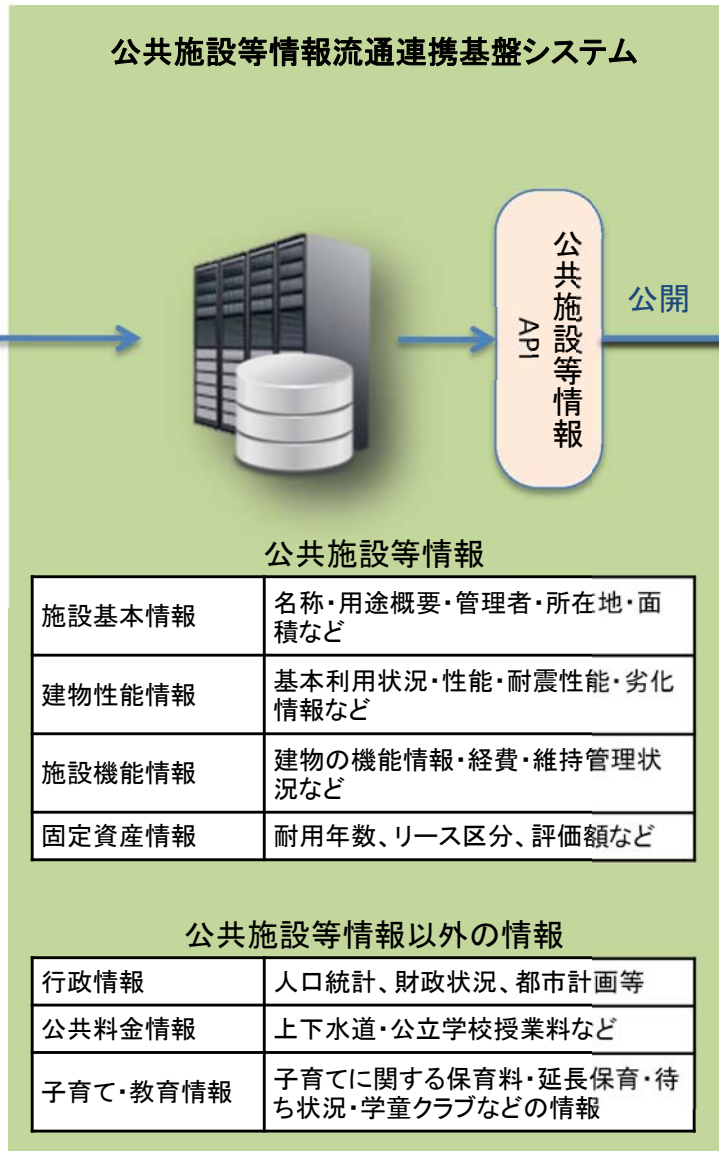 公共施設等情報流通連携基盤システム
公共施設等情報
API
公開
公共施設等情報
施設基本情報
名称・用途概要・管理者・所在地・面
積など
建物性能情報
基本利用状況・性能・耐震性能・劣化
情報など
施設機能情報
建物の機能情報・経費・維持管理状
況など
固定資産情報
耐用年数、リース区分、評価額など
公共施設等情報以外の情報
行政情報
人口統計、財政状況、都市計画等
公共料金情報
上下水道・公立学校授業料など
子育て・教育情報
子育てに関する保育料・延長保育・待
ち状況・学童クラブなどの情報